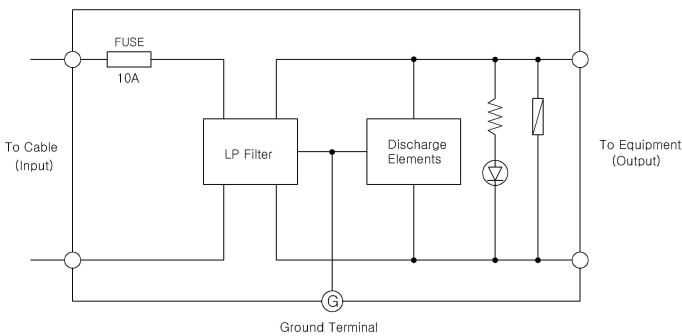 FUSE
10A
To Cable
(Input)
LP Filter
Discharge
Elements
To Equipment
(Output)
G
Ground Terminal